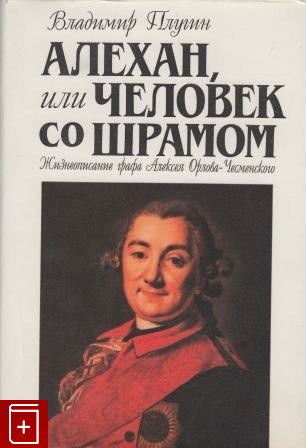 Владимир Плугин
АЛЕХАН,
или ЧЕЛОВЕК
СО ШРАМОМ
Жизнеописание графа Алексея Орлова-Чесменского